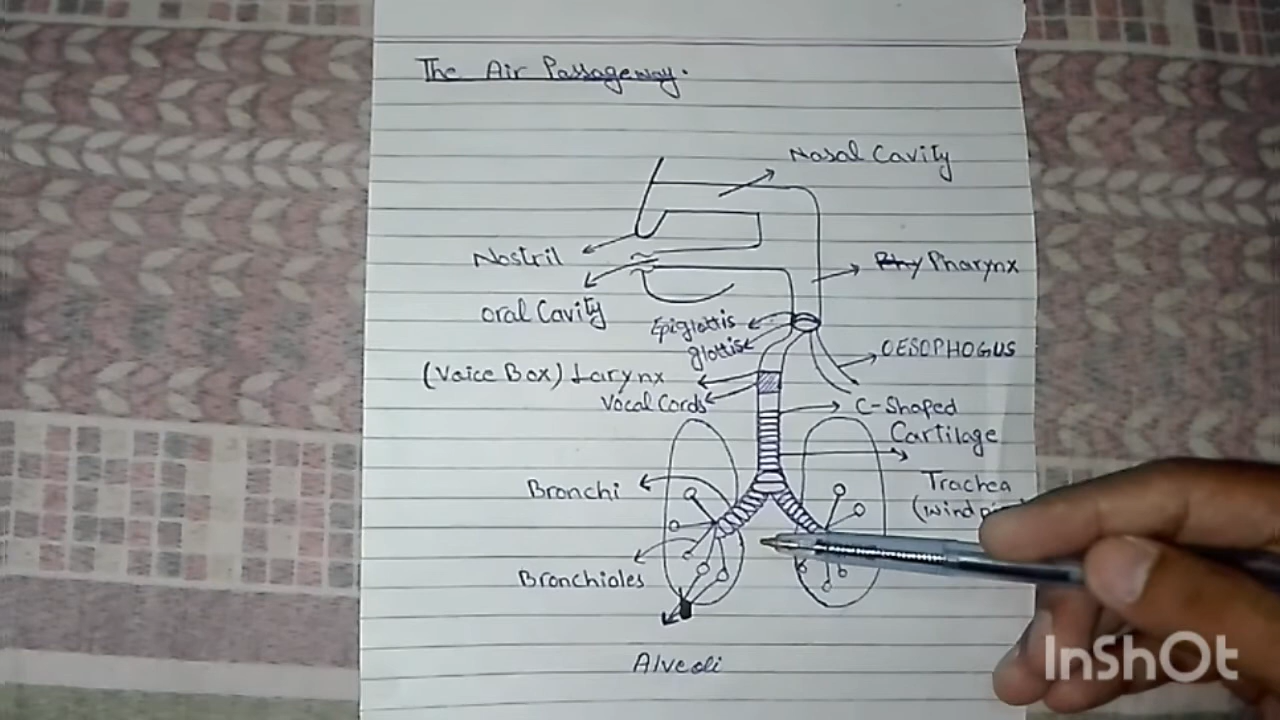 The Air Passageway.
Nasal Cavity
Nostril
Phy Pharynx
oral Cavity
Epiglottis
glottis
OESOPHOGUS
(Voice Box) Larynx
Vocal Cords
C-Shaped
Cartilage
Bronchi
Trachea
(Wind
Bronchioles
Alveoli
InShOt